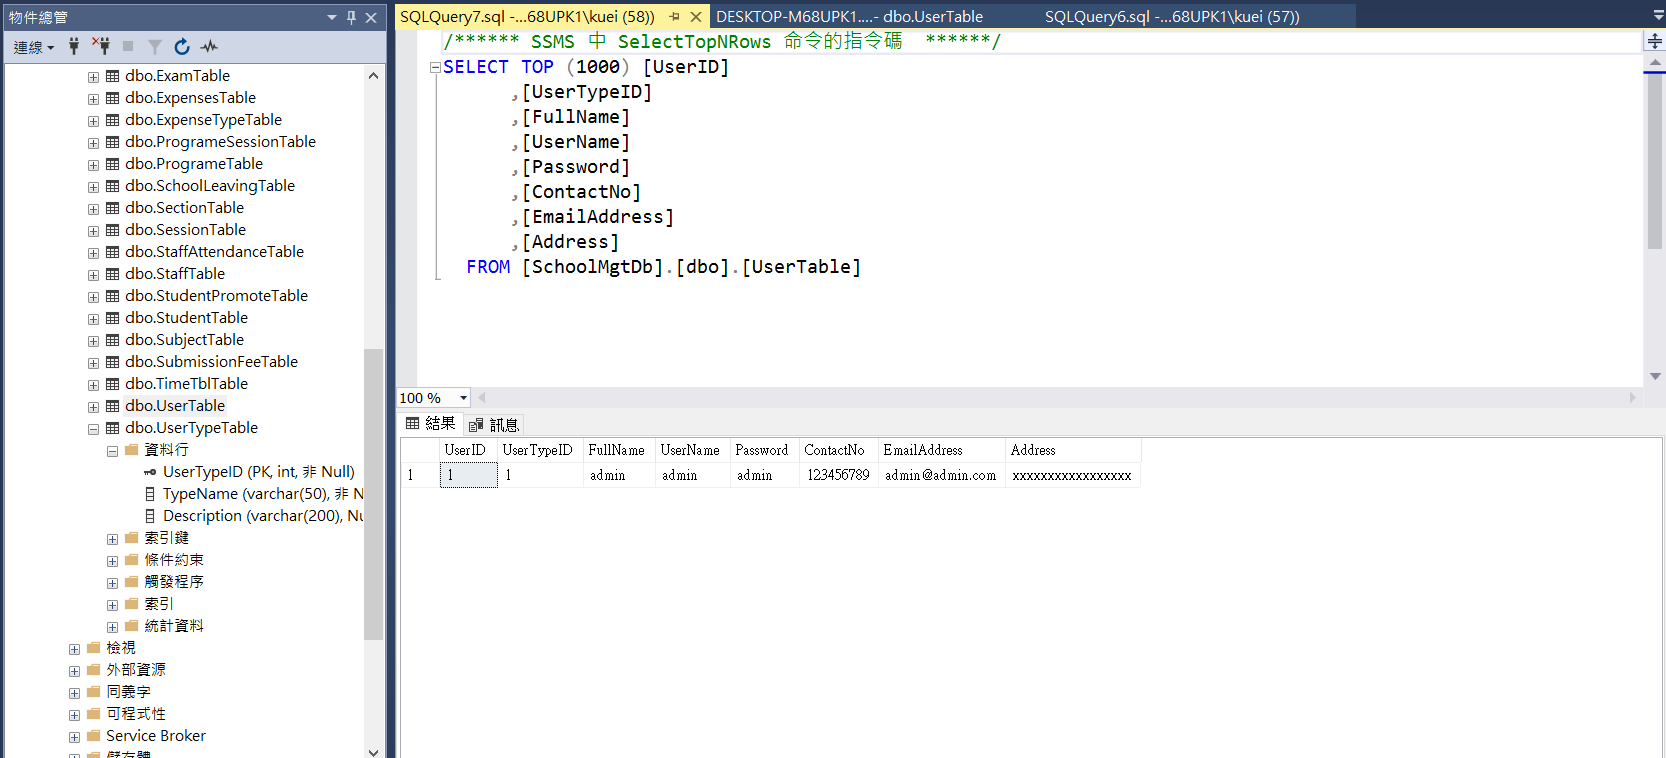 物件總管
連線
dbo.ExamTable
dbo.ExpensesTable
dbo.ExpenseTypeTable
dbo.ProgrameSessionTable
dbo.ProgrameTable
dbo.SchoolLeavingTable
dbo.SectionTable
dbo.SessionTable
dbo.StaffAttendanceTable
dbo.StaffTable
dbo.StudentPromoteTable
dbo.StudentTable
dbo.SubjectTable
dbo.SubmissionFeeTable
dbo.TimeTblTable
dbo.UserTable
dbo.UserTypeTable
資料行
UserTypeID (PK, int, 非 Null)
TypeName (varchar(50), 非 N
Description (varchar(200), Nu
索引鍵
條件約束
觸發程序
索引
統計資料
檢視
外部資源
同義字
可程式性
Service Broker
儲存體
SQLQuery7.sql -...68UPK1\kuei (58)) DESKTOP-M68UPK1....- dbo.UserTable SQLQuery6.sql -...68UPK1\kuei (57))
/****** SSMS 中 SelectTopNRows 命令的指令碼  ******/
SELECT TOP (1000) [UserID]
,[UserTypeID]
,[FullName]
,[UserName]
,[Password]
,[ContactNo]
,[EmailAddress]
,[Address]
FROM [SchoolMgtDb].[dbo].[UserTable]
100 %
結果 訊息
UserID UserTypeID FullName UserName Password ContactNo EmailAddress Address
1 1 1 admin admin admin 123456789 admin@admin.com xxxxxxxxxxxxxxxxx